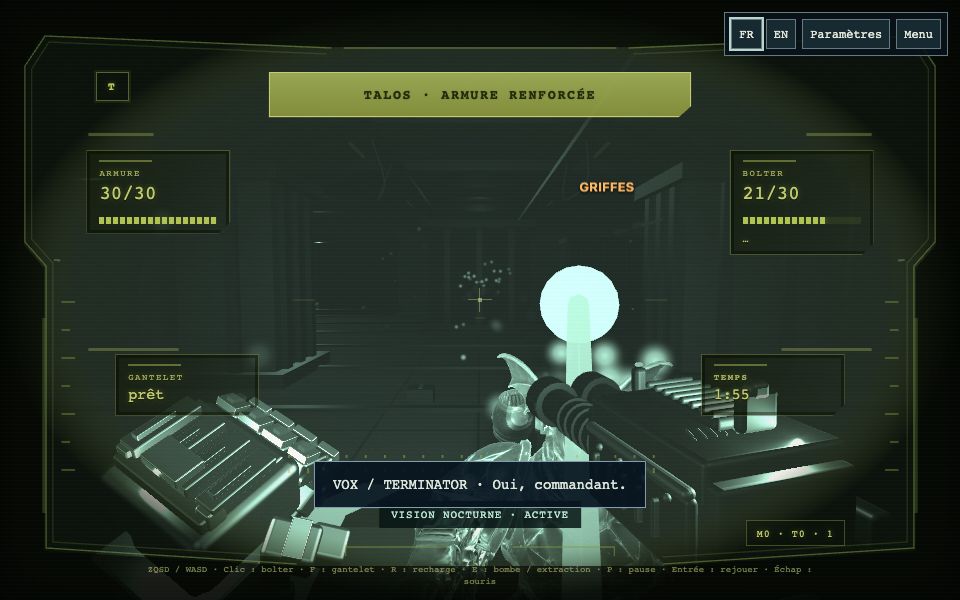 FR EN Paramètres Menu
T
TALOS · ARMURE RENFORCÉE
ARMURE
30/30
GRIFFES
BOLTER
21/30
…
GANTELET
prêt
TEMPS
1:55
VOX / TERMINATOR · Oui, commandant.
VISION NOCTURNE · ACTIVE
M0 · T0 · 1
ZQSD / WASD · Clic : bolter · F : gantelet · R : recharge · E : bombe / extraction · P : pause · Entrée : rejouer · Échap :
souris